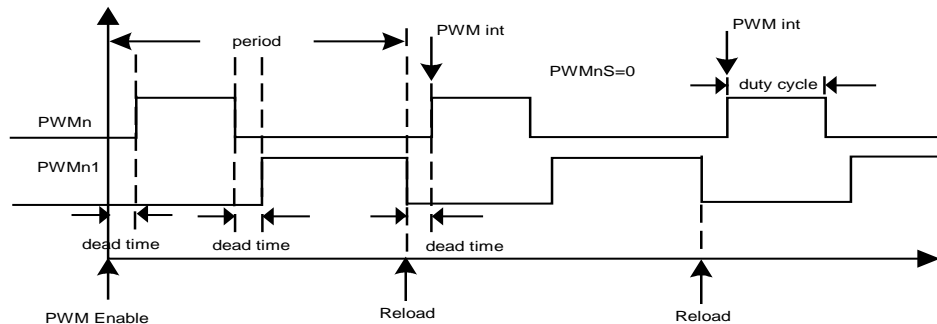 PWM int
PWM int
period
PWMnS=0
duty cycle
PWMn
PWMn1
dead time
dead time
dead time
PWM Enable
Reload
Reload